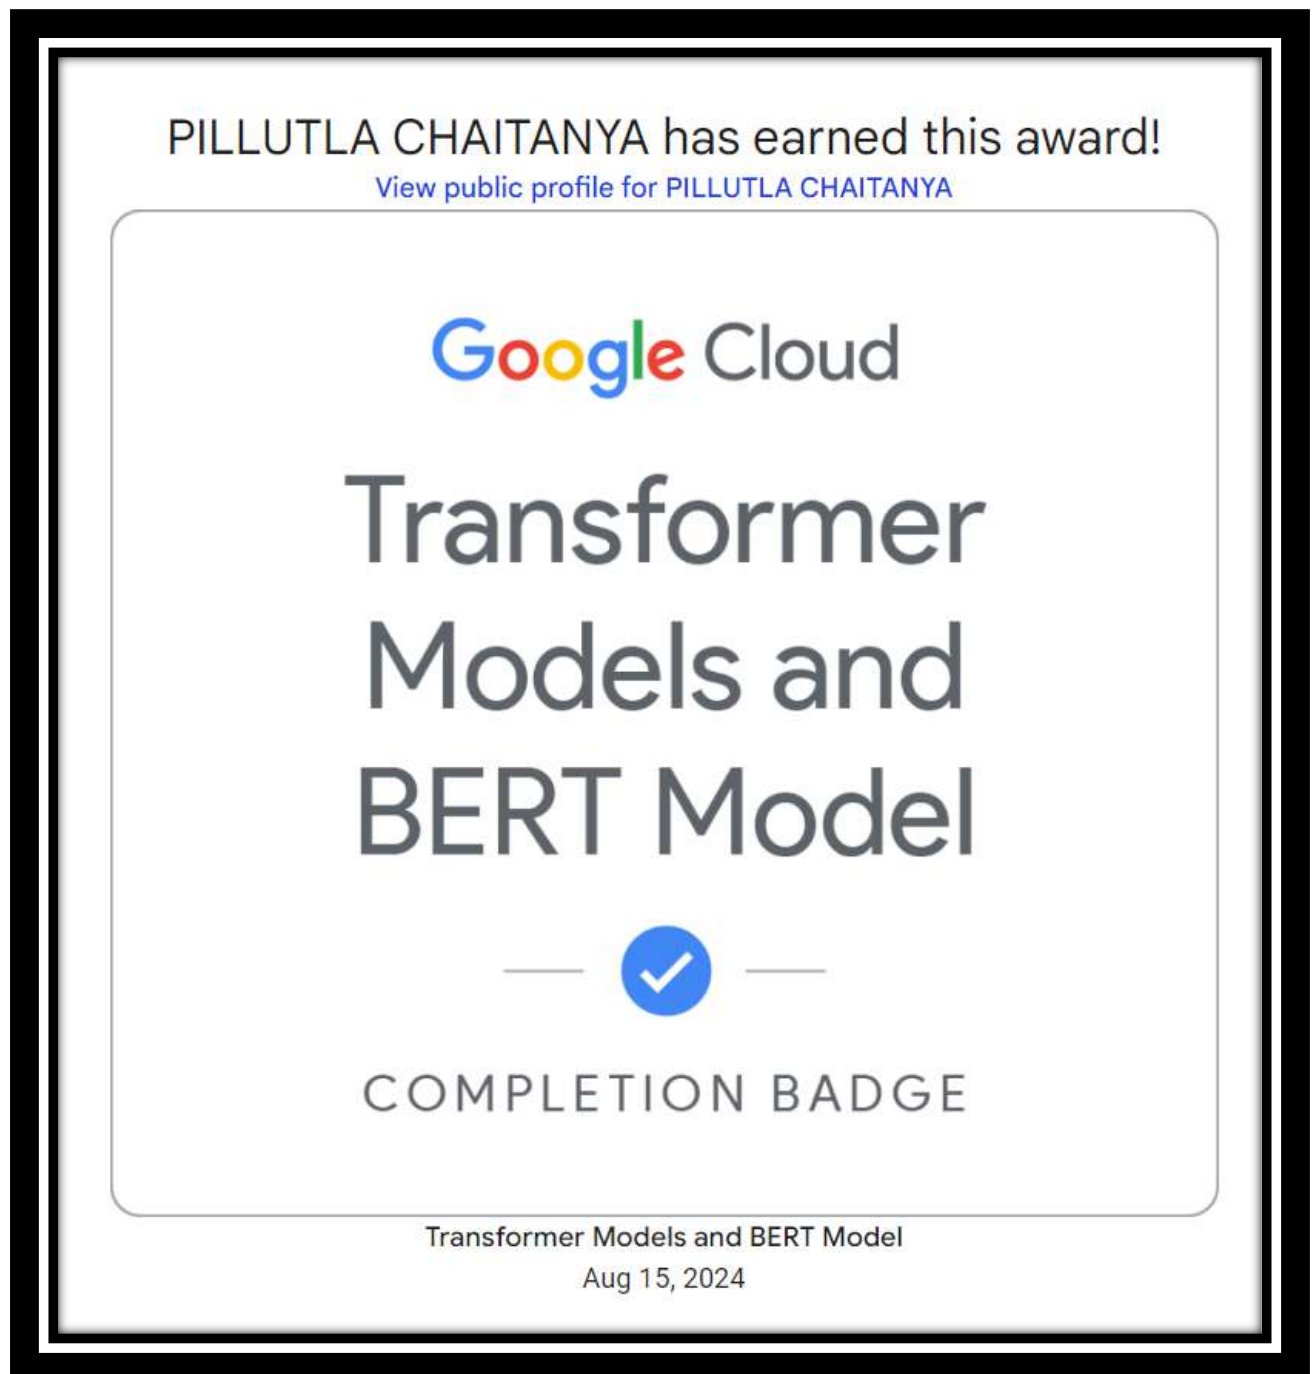 PILLUTLA CHAITANYA has earned this award!
View public profile for PILLUTLA CHAITANYA
Google Cloud
Transformer
Models and
BERT Model
COMPLETION BADGE
Transformer Models and BERT Model
Aug 15, 2024